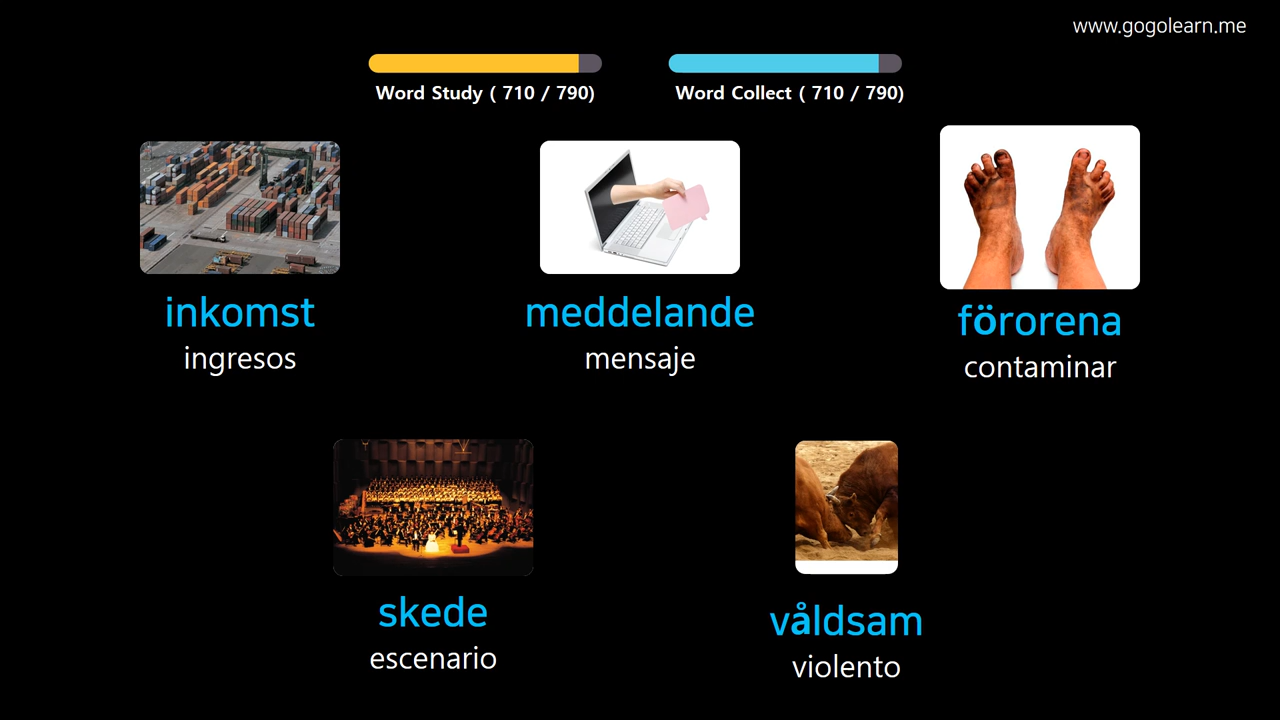 www.gogolearn.me
Word Study ( 710 / 790)
Word Collect ( 710 / 790)
inkomst
ingresos
meddelande
mensaje
förorena
contaminar
skede
escenario
våldsam
violento